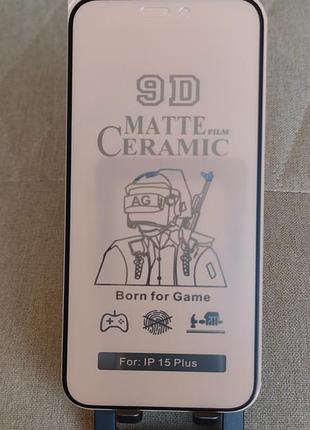 9D
MATTE FILM
CERAMIC
AG
Born for Game
For: IP 15 Plus